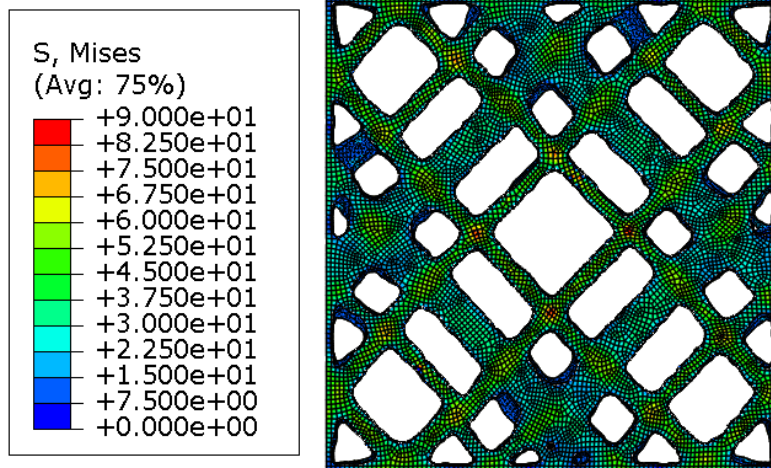 S, Mises
(Avg: 75%)
+9.000e+01
+8.250e+01
+7.500e+01
+6.750e+01
+6.000e+01
+5.250e+01
+4.500e+01
+3.750e+01
+3.000e+01
+2.250e+01
+1.500e+01
+7.500e+00
+0.000e+00